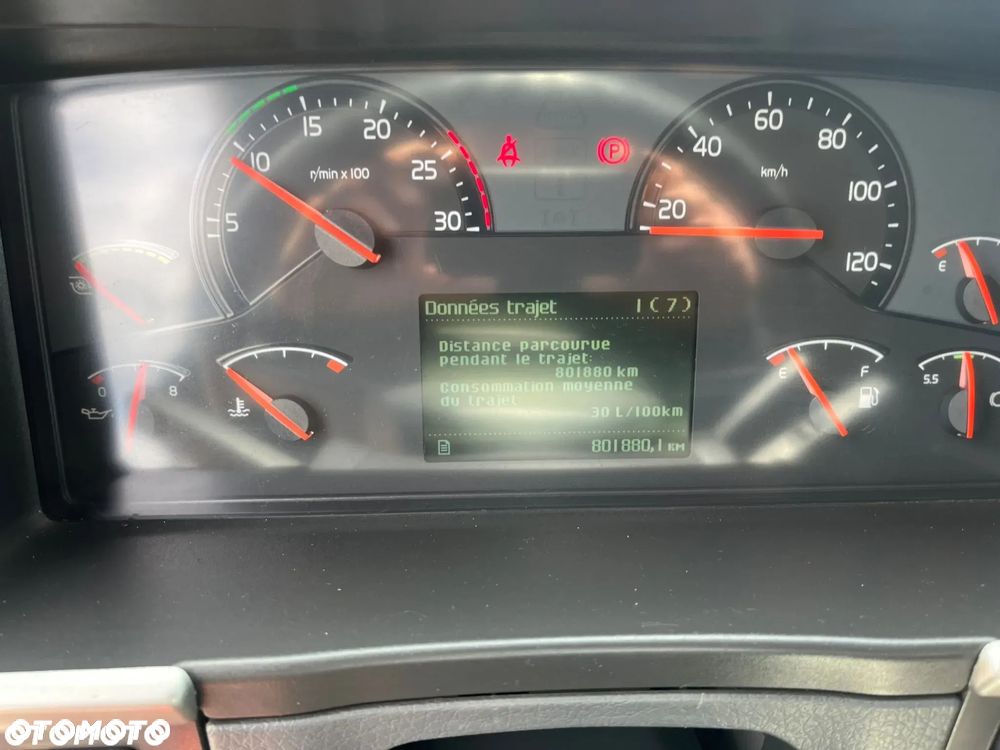 5
10
15
20
25
30
r/min x 100
20
40
60
80
100
120
km/h
P
0
8
E
F
E
5.5
Données trajet 1(7)
Distance parcourue
pendant le trajet:
801880 km
Consommation moyenne
du trajet
30 L/100km
801880,1 KM
OTOMOTO